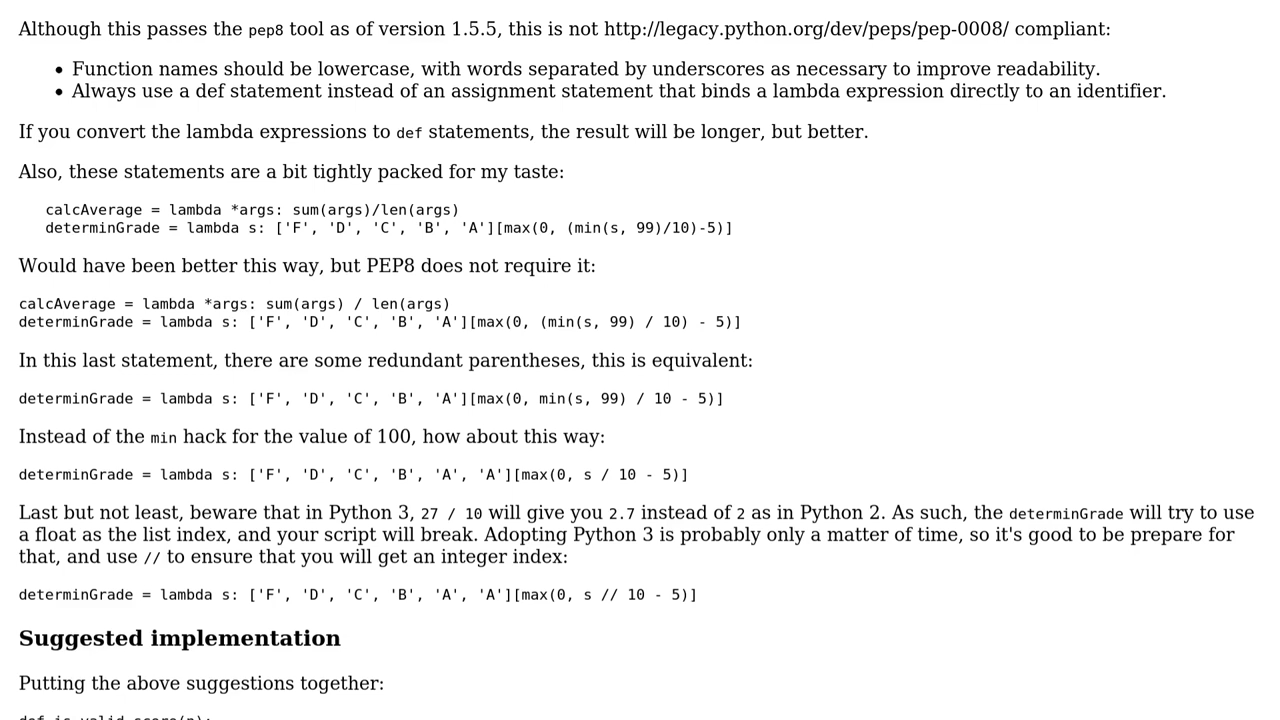 Although this passes the pep8 tool as of version 1.5.5, this is not http://legacy.python.org/dev/peps/pep-0008/ compliant:
• Function names should be lowercase, with words separated by underscores as necessary to improve readability.
• Always use a def statement instead of an assignment statement that binds a lambda expression directly to an identifier.
If you convert the lambda expressions to def statements, the result will be longer, but better.
Also, these statements are a bit tightly packed for my taste:
calcAverage = lambda *args: sum(args)/len(args)
determinGrade = lambda s: ['F', 'D', 'C', 'B', 'A'][max(0, (min(s, 99)/10)-5)]
Would have been better this way, but PEP8 does not require it:
calcAverage = lambda *args: sum(args) / len(args)
determinGrade = lambda s: ['F', 'D', 'C', 'B', 'A'][max(0, (min(s, 99) / 10) - 5)]
In this last statement, there are some redundant parentheses, this is equivalent:
determinGrade = lambda s: ['F', 'D', 'C', 'B', 'A'][max(0, min(s, 99) / 10 - 5)]
Instead of the min hack for the value of 100, how about this way:
determinGrade = lambda s: ['F', 'D', 'C', 'B', 'A', 'A'][max(0, s / 10 - 5)]
Last but not least, beware that in Python 3, 27 / 10 will give you 2.7 instead of 2 as in Python 2. As such, the determinGrade will try to use
a float as the list index, and your script will break. Adopting Python 3 is probably only a matter of time, so it's good to be prepare for
that, and use // to ensure that you will get an integer index:
determinGrade = lambda s: ['F', 'D', 'C', 'B', 'A', 'A'][max(0, s // 10 - 5)]
Suggested implementation
Putting the above suggestions together:
def is_valid_score(n):